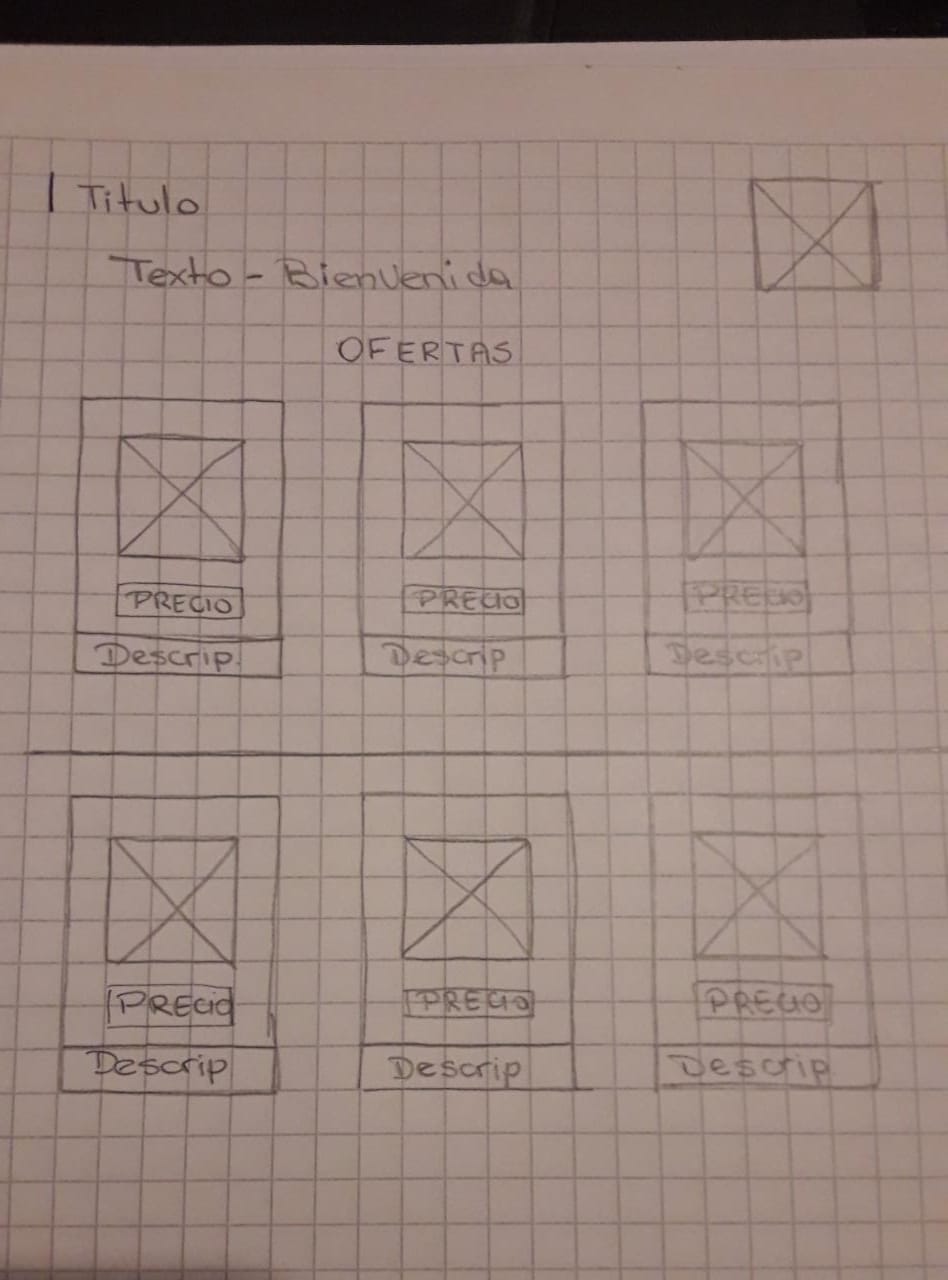 Titulo
Texto - Bienvenida
OFERTAS
PRECIO PRECIO PRECIO
Descrip. Descrip Descrip
PRECIO PRECIO PRECIO
Descrip Descrip Descrip